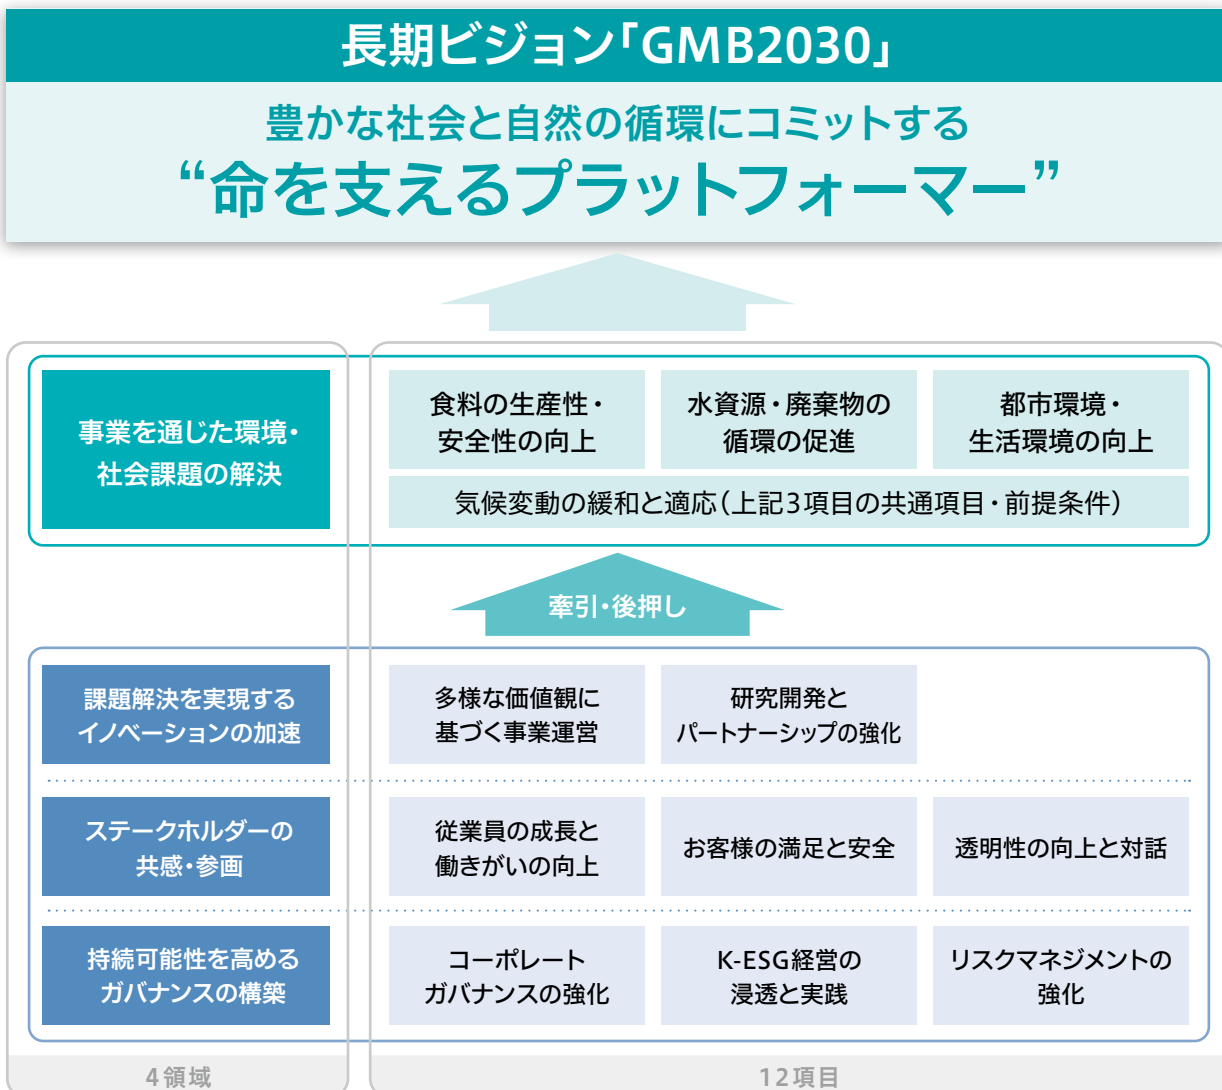 長期ビジョン「GMB2030」
豊かな社会と自然の循環にコミットする
“命を支えるプラットフォーマー”
事業を通じた環境・
社会課題の解決
食料の生産性・
安全性の向上
水資源・廃棄物の
循環の促進
都市環境・
生活環境の向上
気候変動の緩和と適応(上記3項目の共通項目・前提条件)
牽引・後押し
課題解決を実現する
イノベーションの加速
多様な価値観に
基づく事業運営
研究開発と
パートナーシップの強化
ステークホルダーの
共感・参画
従業員の成長と
働きがいの向上
お客様の満足と安全
透明性の向上と対話
持続可能性を高める
ガバナンスの構築
コーポレート
ガバナンスの強化
K-ESG経営の
浸透と実践
リスクマネジメントの
強化
4領域
12項目